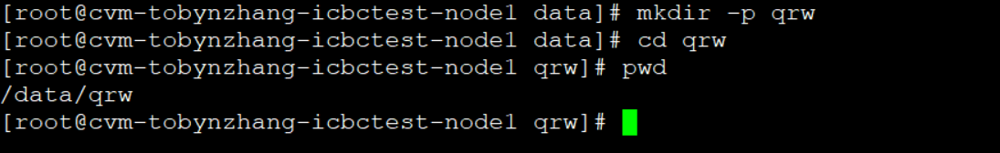 [root@cvm-tobynzhang-icbctest-node1 data]# mkdir -p qrw
[root@cvm-tobynzhang-icbctest-node1 data]# cd qrw
[root@cvm-tobynzhang-icbctest-node1 qrw]# pwd
/data/qrw
[root@cvm-tobynzhang-icbctest-node1 qrw]#